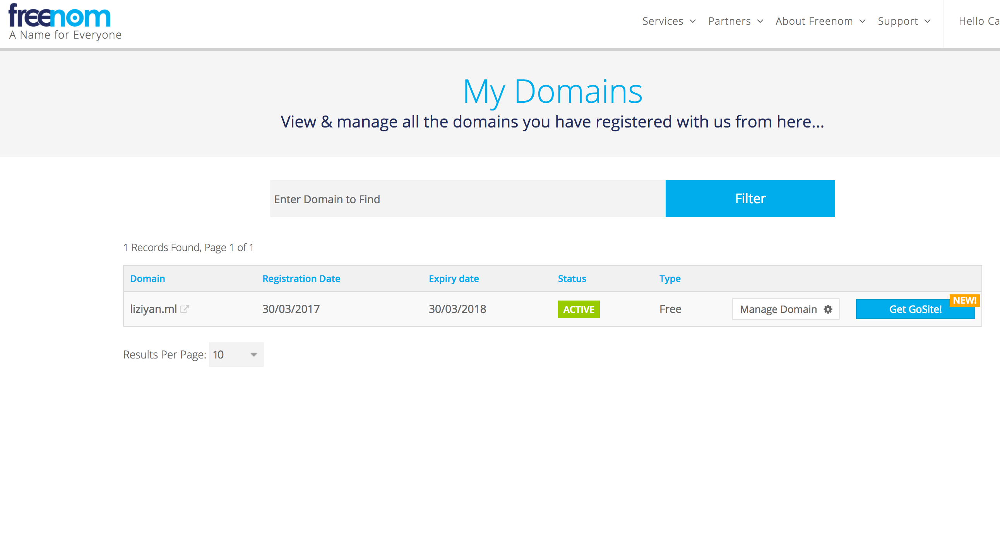 freenom
A Name for Everyone
Services Partners About Freenom Support Hello Ca
My Domains
View & manage all the domains you have registered with us from here...
Enter Domain to Find Filter
1 Records Found, Page 1 of 1
Domain Registration Date Expiry date Status Type
liziyan.ml 30/03/2017 30/03/2018 ACTIVE Free Manage Domain Get GoSite! NEW!
Results Per Page: 10